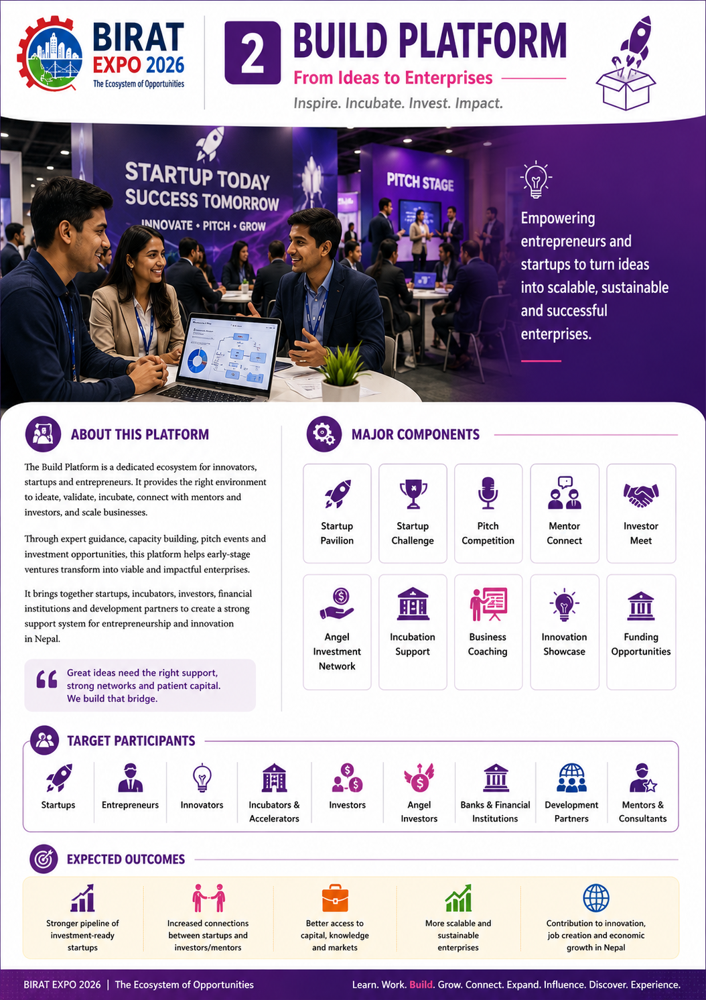 BIRAT
EXPO 2026
The Ecosystem of Opportunities
2
BUILD PLATFORM
From Ideas to Enterprises
Inspire. Incubate. Invest. Impact.
STARTUP TODAY
SUCCESS TOMORROW
INNOVATE • PITCH • GROW
PITCH STAGE
Empowering
entrepreneurs and
startups to turn ideas
into scalable, sustainable
and successful
enterprises.
ABOUT THIS PLATFORM
The Build Platform is a dedicated ecosystem for innovators,
startups and entrepreneurs. It provides the right environment
to ideate, validate, incubate, connect with mentors and
investors, and scale businesses.
Through expert guidance, capacity building, pitch events and
investment opportunities, this platform helps early-stage
ventures transform into viable and impactful enterprises.
It brings together startups, incubators, investors, financial
institutions and development partners to create a strong
support system for entrepreneurship and innovation
in Nepal.
“ Great ideas need the right support,
strong networks and patient capital.
We build that bridge.
MAJOR COMPONENTS
Startup
Pavilion
Startup
Challenge
Pitch
Competition
Mentor
Connect
Investor
Meet
Angel
Investment
Network
Incubation
Support
Business
Coaching
Innovation
Showcase
Funding
Opportunities
TARGET PARTICIPANTS
Startups
Entrepreneurs
Innovators
Incubators &
Accelerators
Investors
Angel
Investors
Banks & Financial
Institutions
Development
Partners
Mentors &
Consultants
EXPECTED OUTCOMES
Stronger pipeline of
investment-ready
startups
Increased connections
between startups and
investors/mentors
Better access to
capital, knowledge
and markets
More scalable and
sustainable
enterprises
Contribution to innovation,
job creation and economic
growth in Nepal
BIRAT EXPO 2026 | The Ecosystem of Opportunities
Learn. Work. Build. Grow. Connect. Expand. Influence. Discover. Experience.